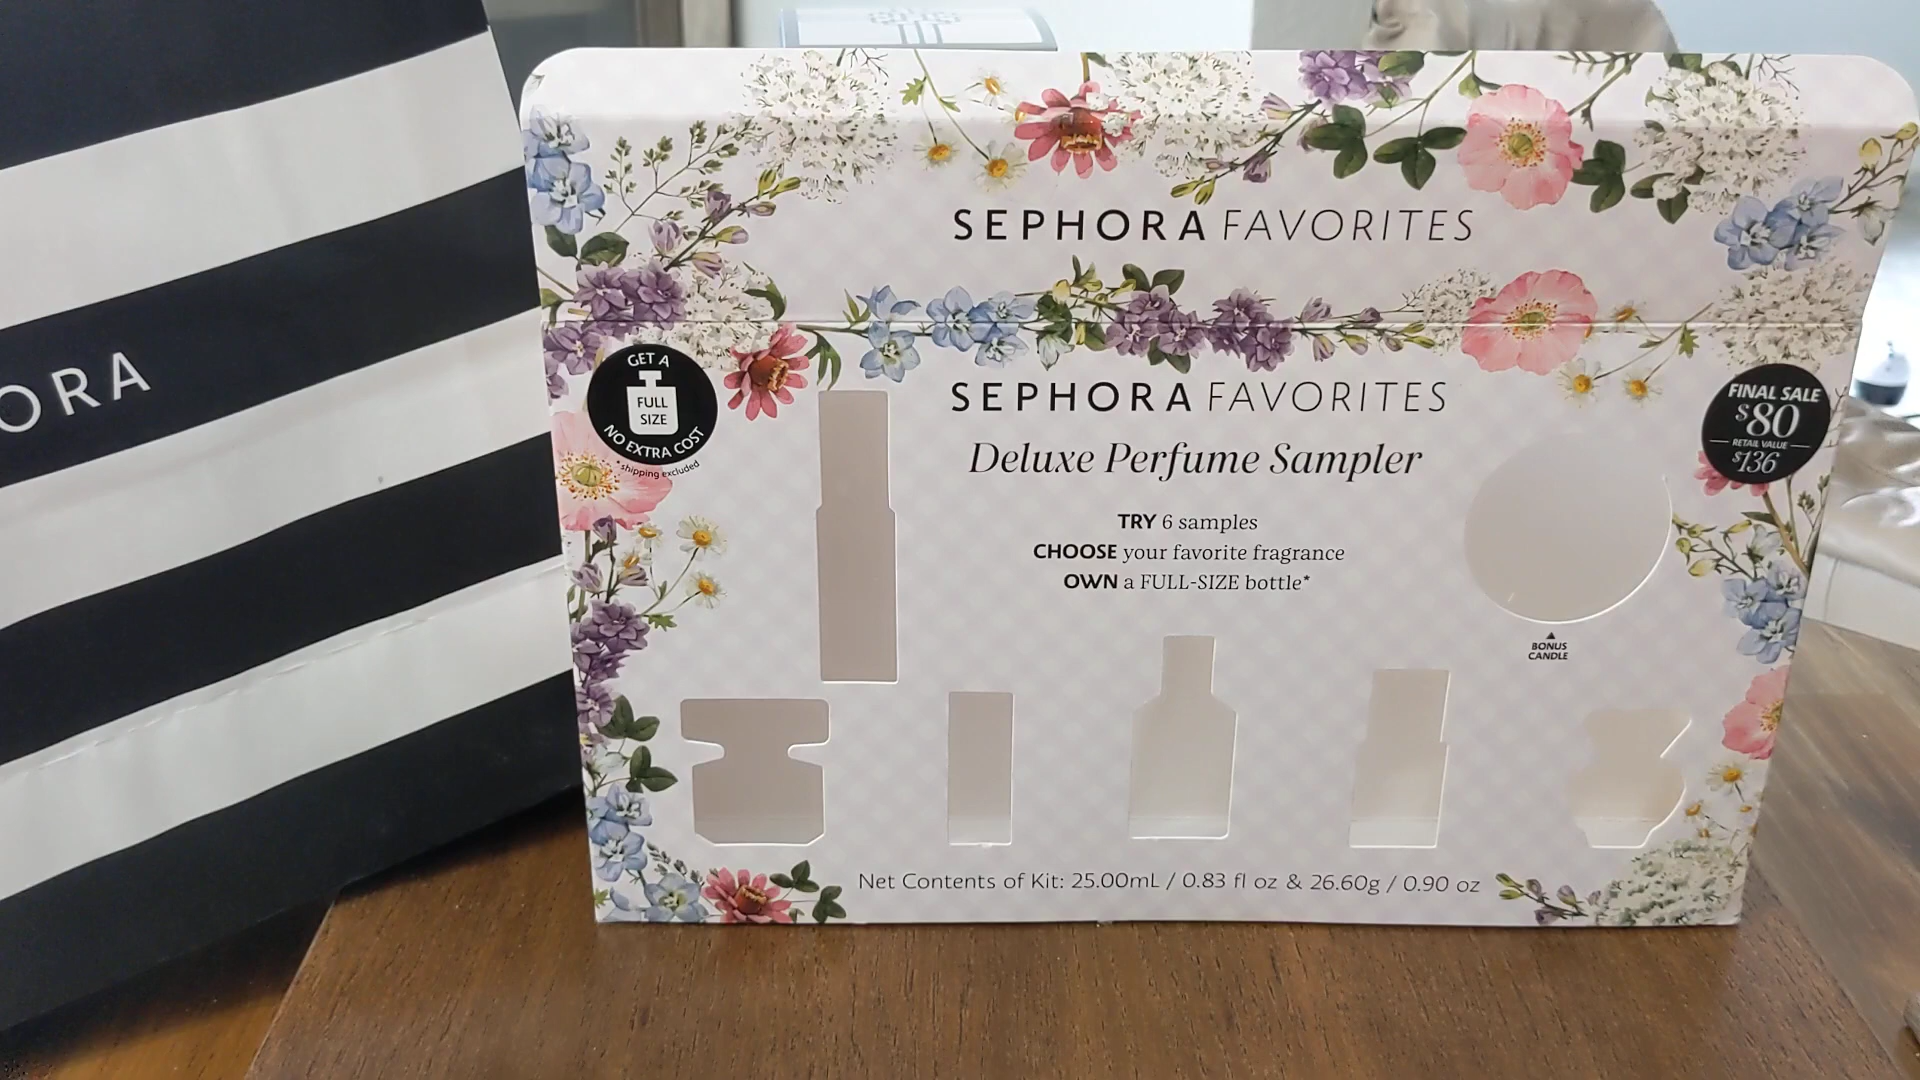 ORA
SEPHORA FAVORITES
GET A
FULL
SIZE
NO EXTRA COST
*shipping excluded
SEPHORA FAVORITES
Deluxe Perfume Sampler
TRY 6 samples
CHOOSE your favorite fragrance
OWN a FULL-SIZE bottle*
FINAL SALE
$80
RETAIL VALUE
$136
BONUS
CANDLE
Net Contents of Kit: 25.00mL / 0.83 fl oz & 26.60g / 0.90 oz